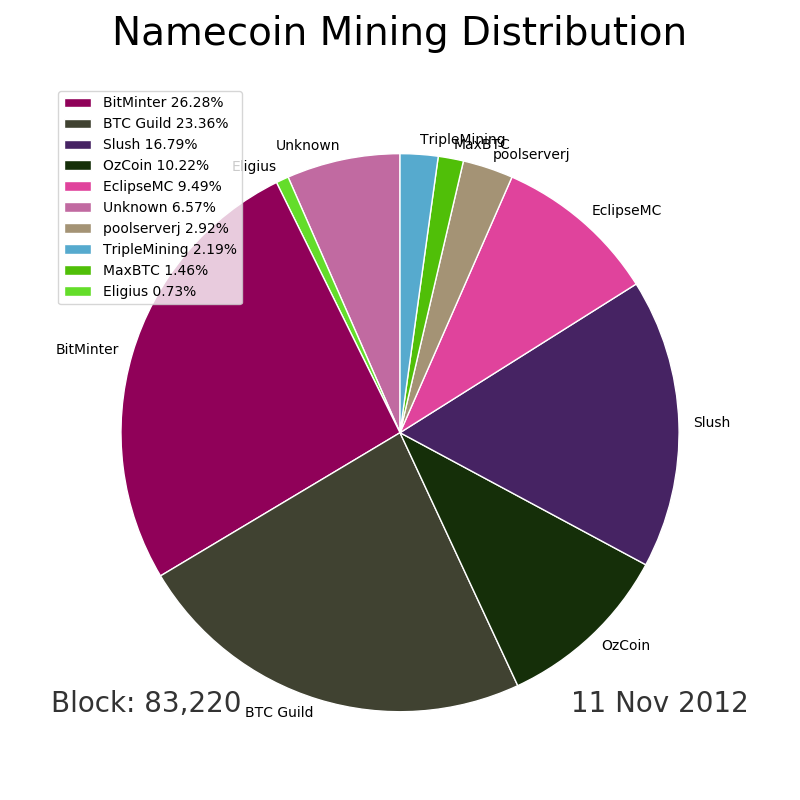 Namecoin Mining Distribution
BitMinter 26.28%
BTC Guild 23.36%
Slush 16.79%
OzCoin 10.22%
EclipseMC 9.49%
Unknown 6.57%
poolserverj 2.92%
TripleMining 2.19%
MaxBTC 1.46%
Eligius 0.73%
TripleMining
MaxBTC
poolserverj
Unknown
Eligius
EclipseMC
BitMinter
Slush
OzCoin
BTC Guild
Block: 83,220
11 Nov 2012